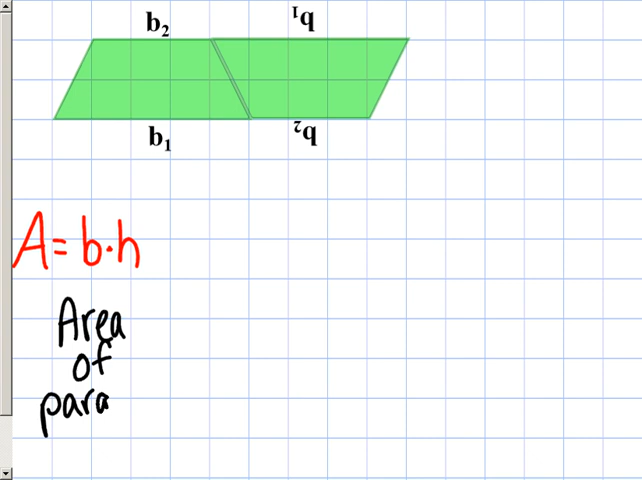 b₂ b₁
b₁ b₂
A = b·h
Area
of
para